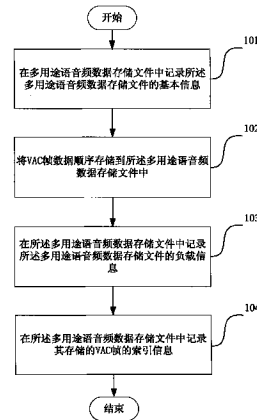 开始
101
在多用途语音频数据存储文件中记录所述
多用途语音频数据存储文件的基本信息
102
将VAC帧数据顺序存储到所述多用途语音频
数据存储文件中
103
在所述多用途语音频数据存储文件中记录
所述多用途语音频数据存储文件的负载信
息
104
在所述多用途语音频数据存储文件中记录
其存储的VAC帧的索引信息
结束